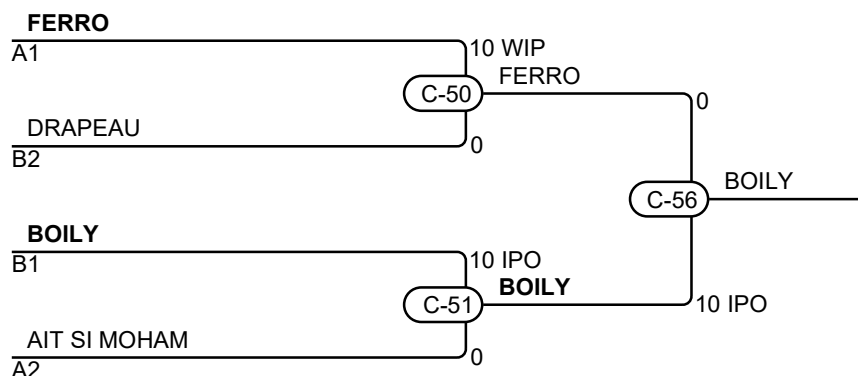 FERRO
A1
10 WIP
FERRO
C-50
0
DRAPEAU
0
B2
BOILY
C-56
BOILY
B1
10 IPO
BOILY
C-51
10 IPO
AIT SI MOHAM
0
A2